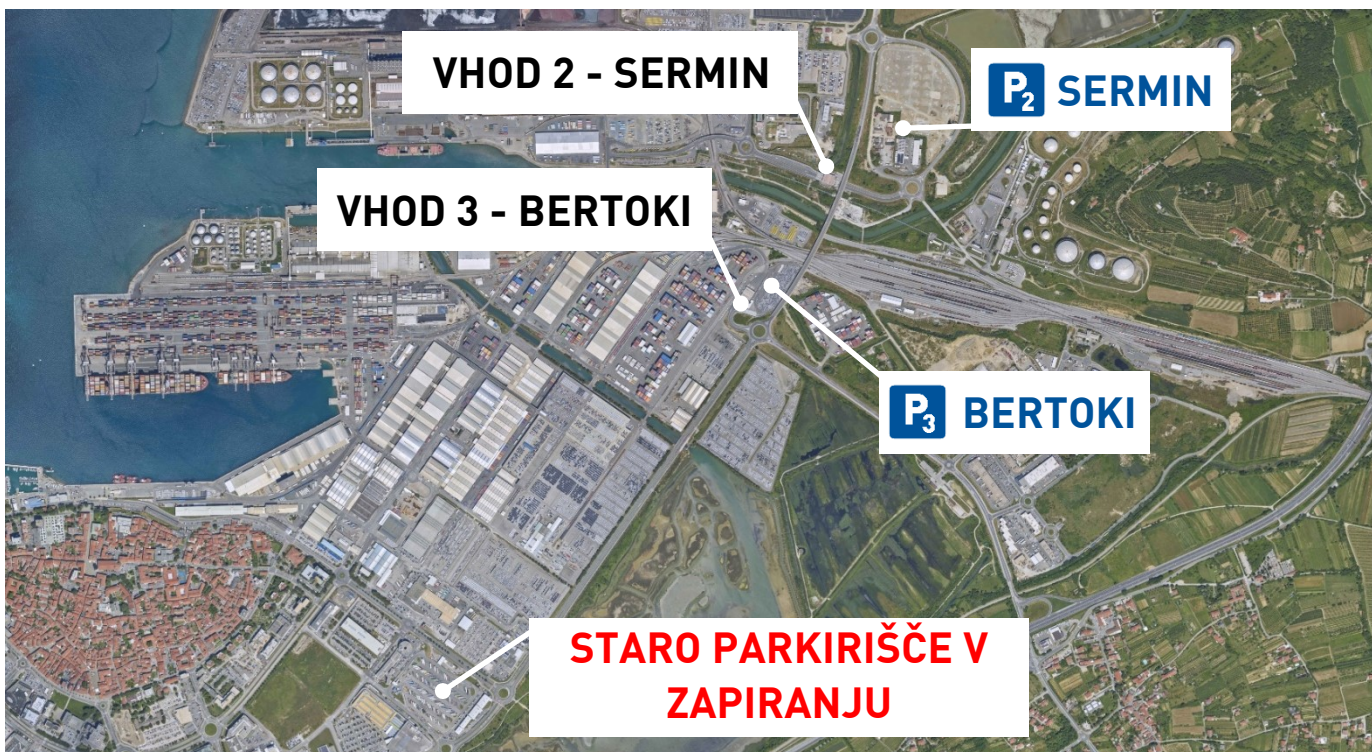 VHOD 2 - SERMIN
P2 SERMIN
VHOD 3 - BERTOKI
P3 BERTOKI
STARO PARKIRIŠČE V
ZAPIRANJU